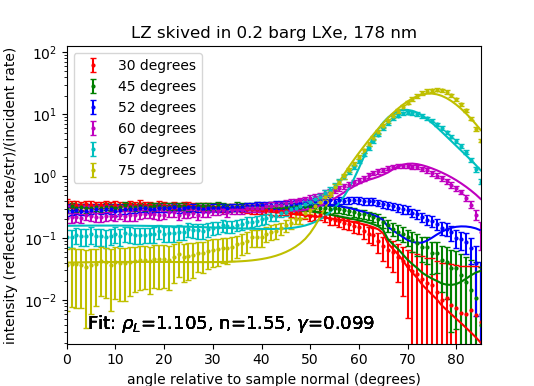 LZ skived in 0.2 barg LXe, 178 nm
intensity (reflected rate/str)/(incident rate)
10²
10¹
10⁰
10⁻¹
10⁻²
30 degrees
45 degrees
52 degrees
60 degrees
67 degrees
75 degrees
Fit: ρ_L=1.105, n=1.55, γ=0.099
0 10 20 30 40 50 60 70 80
angle relative to sample normal (degrees)